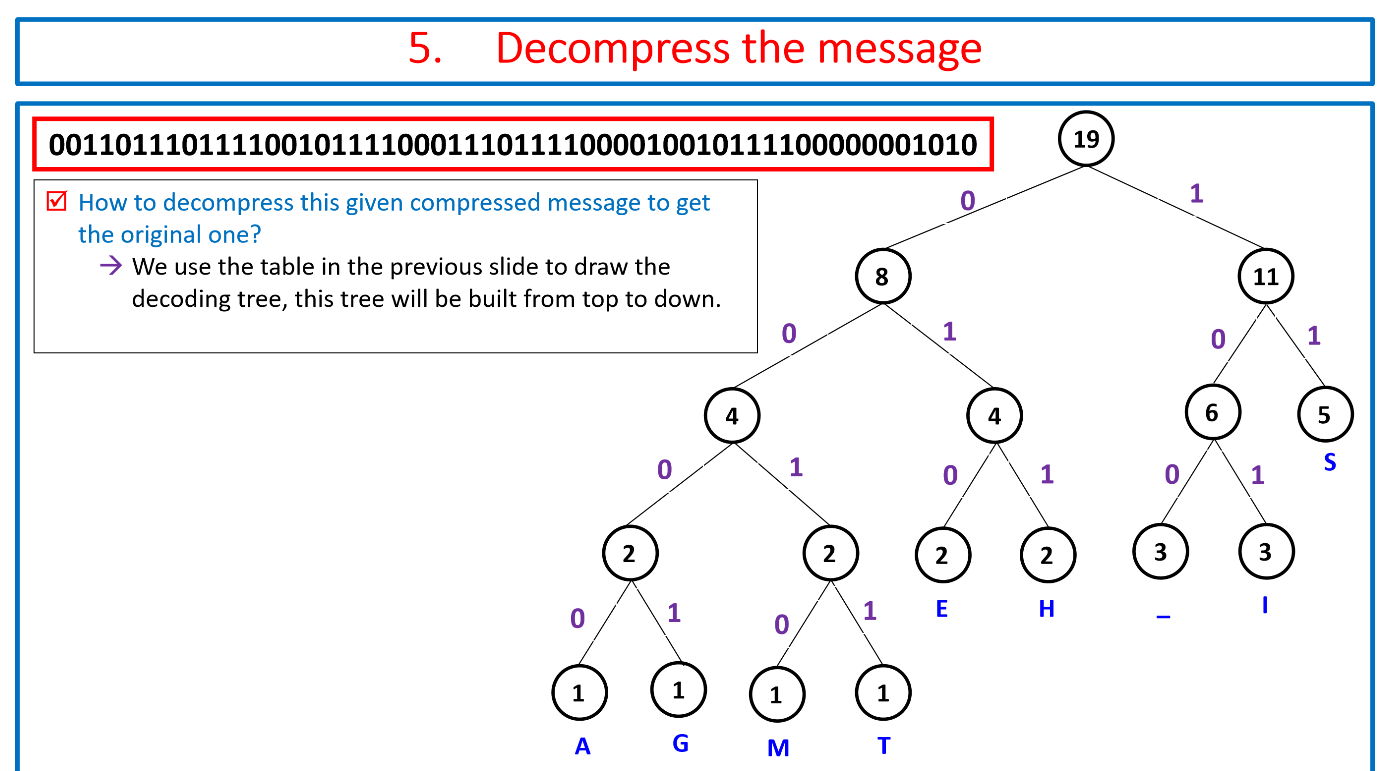 5. Decompress the message
00110111011110010111100011101111000010010111100000001010
19
0
1
How to decompress this given compressed message to get
the original one?
→ We use the table in the previous slide to draw the
decoding tree, this tree will be built from top to down.
8
11
0
1
0
1
4
4
6
5
S
0
1
0
1
0
1
2
2
2
2
3
3
E
H
_
I
0
1
0
1
1
1
1
1
A
G
M
T